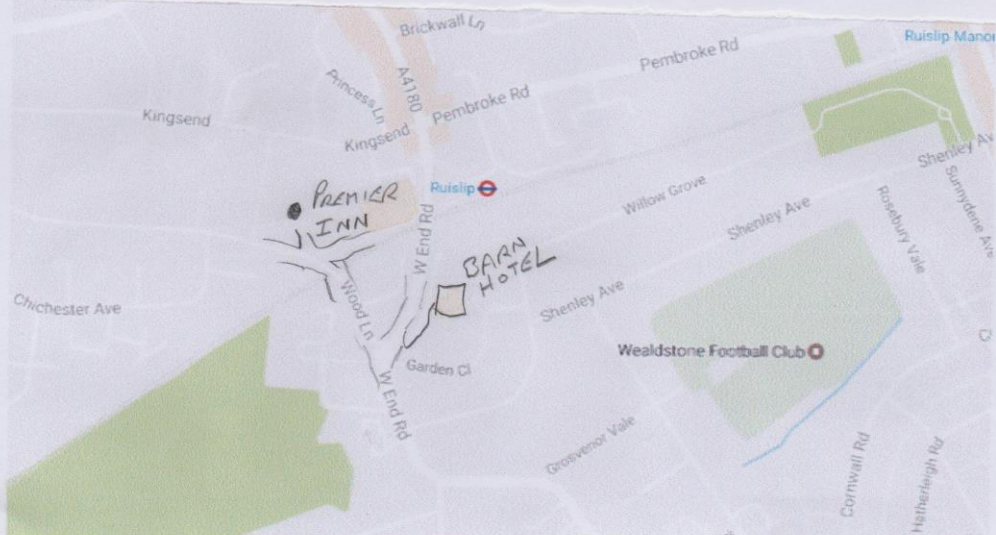 Brickwall Ln
Ruislip Manor
Pembroke Rd
Princess Ln
A4180
Pembroke Rd
Kingsend
Kingsend
Shenley Av
Ruislip
PREMIER
INN
Willow Grove
Sunnydene Ave
Rosebury Vale
Shenley Ave
W End Rd
BARN
HOTEL
Wood Ln
Shenley Ave
Chichester Ave
Wealdstone Football Club
Garden Cl
W End Rd
Grosvenor Vale
Cornwall Rd
Hatherleigh Rd